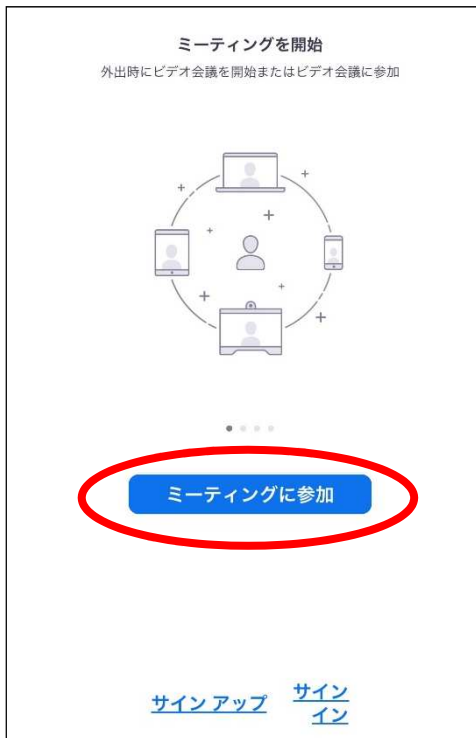 ミーティングを開始
外出時にビデオ会議を開始またはビデオ会議に参加
ミーティングに参加
サイン アップ
サイン
イン